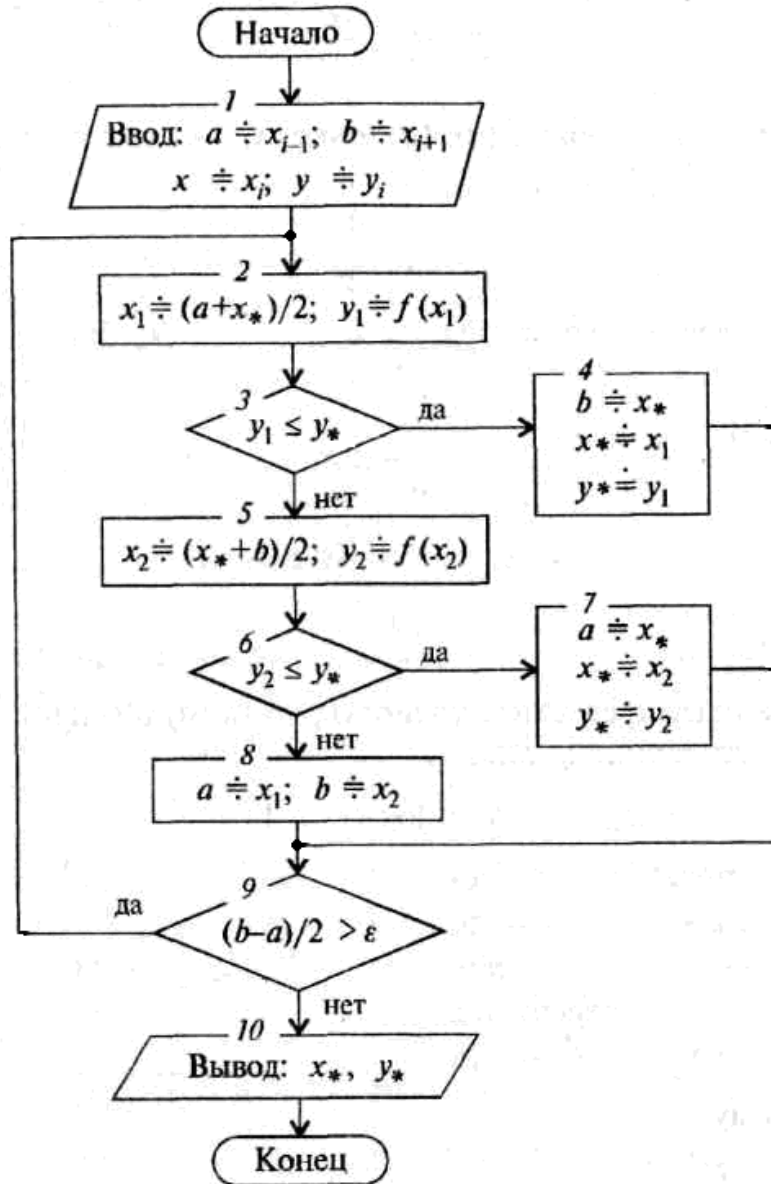 Начало
1
Ввод: a ≑ x_{i–1}; b ≑ x_{i+1}
x ≑ x_i; y ≑ y_i
2
x_1 ≑ (a+x_*)/2; y_1 ≑ f(x_1)
3
y_1 ≤ y_*
да
4
b ≑ x_*
x_* ≑ x_1
y_* ≑ y_1
нет
5
x_2 ≑ (x_*+b)/2; y_2 ≑ f(x_2)
6
y_2 ≤ y_*
да
7
a ≑ x_*
x_* ≑ x_2
y_* ≑ y_2
нет
8
a ≑ x_1; b ≑ x_2
9
да
(b–a)/2 > ε
нет
10
Вывод: x_*, y_*
Конец